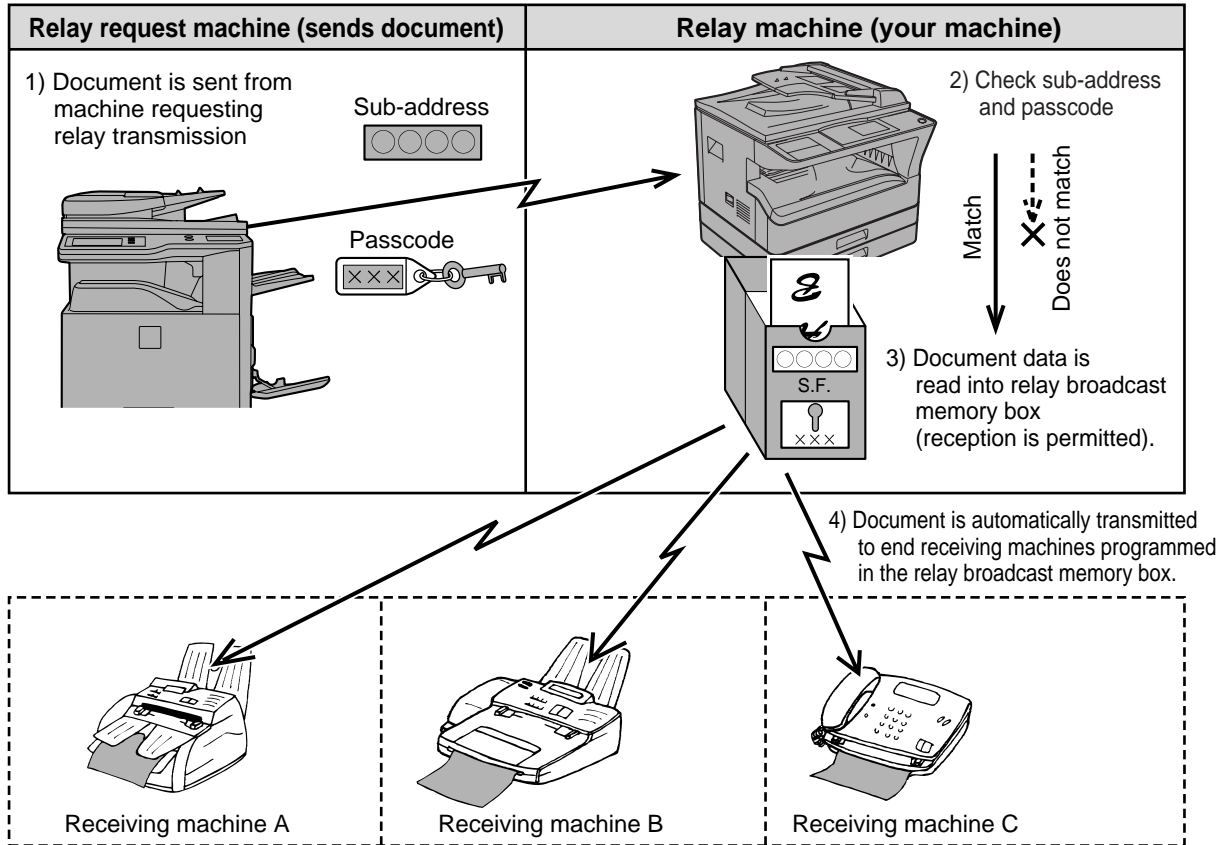 Relay request machine (sends document)
Relay machine (your machine)
1) Document is sent from
machine requesting
relay transmission
Sub-address
Passcode
×××
2) Check sub-address
and passcode
Match
Does not match
S.F.
×××
3) Document data is
read into relay broadcast
memory box
(reception is permitted).
4) Document is automatically transmitted
to end receiving machines programmed
in the relay broadcast memory box.
Receiving machine A
Receiving machine B
Receiving machine C